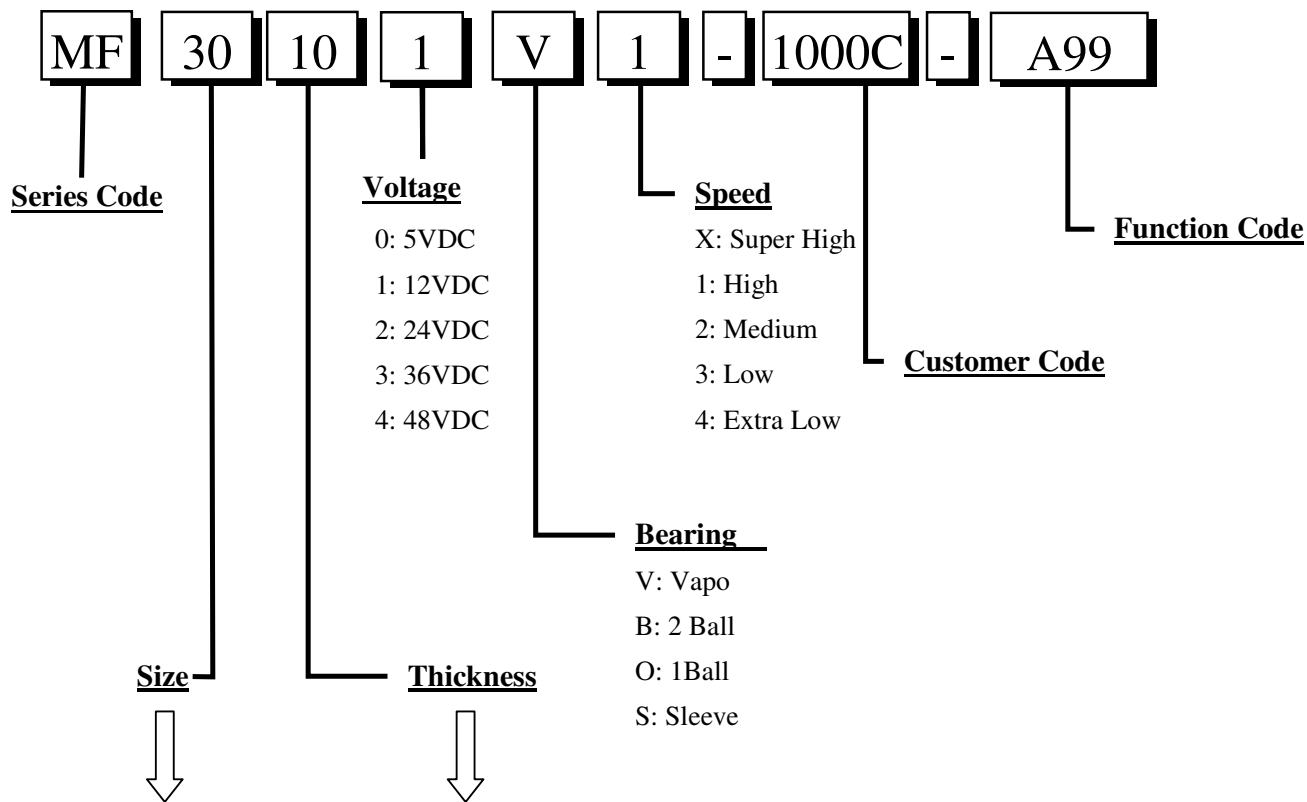 MF 30 10 1 V 1 - 1000C - A99
Series Code
Voltage
0: 5VDC
1: 12VDC
2: 24VDC
3: 36VDC
4: 48VDC
Speed
X: Super High
1: High
2: Medium
3: Low
4: Extra Low
Function Code
Customer Code
Bearing
V: Vapo
B: 2 Ball
O: 1Ball
S: Sleeve
Size
Thickness